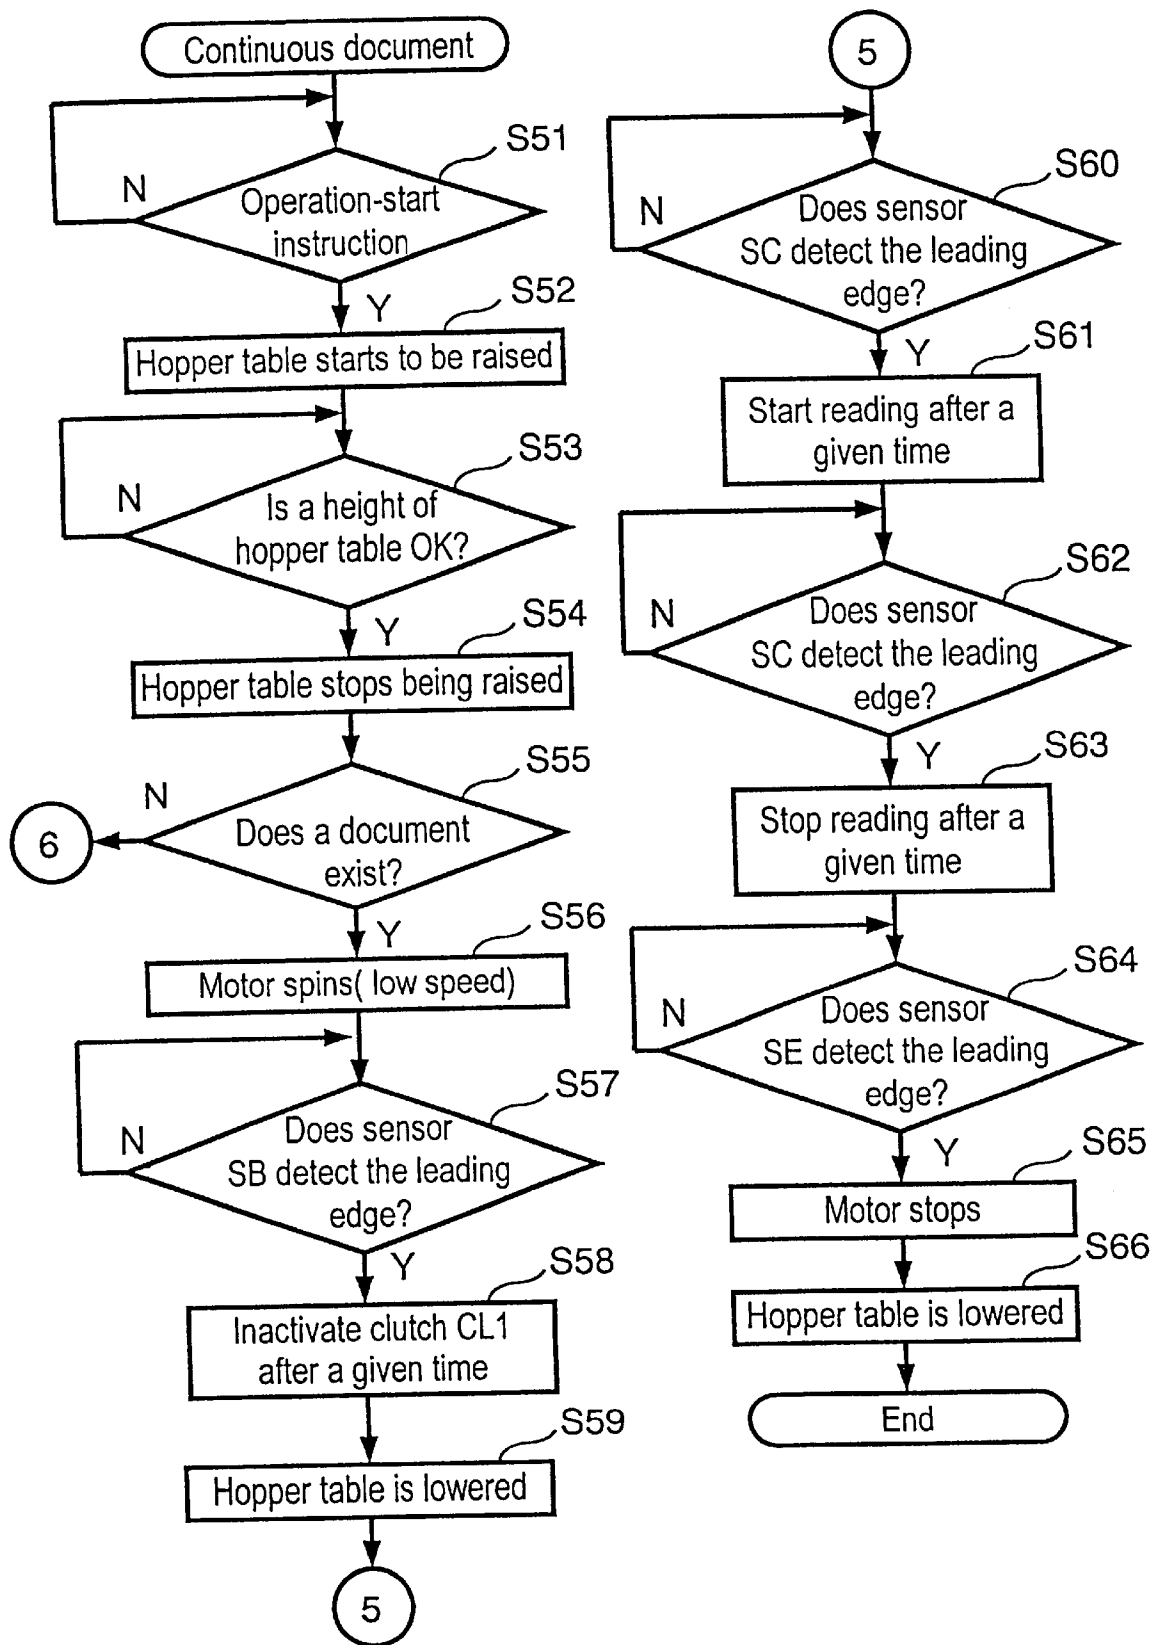 Continuous document
S51
N
Operation-start
instruction
Y
S52
Hopper table starts to be raised
S53
N
Is a height of
hopper table OK?
Y
S54
Hopper table stops being raised
S55
N
6
Does a document
exist?
Y
S56
Motor spins( low speed)
S57
N
Does sensor
SB detect the leading
edge?
Y
S58
Inactivate clutch CL1
after a given time
S59
Hopper table is lowered
5
5
S60
N
Does sensor
SC detect the leading
edge?
Y
S61
Start reading after a
given time
S62
N
Does sensor
SC detect the leading
edge?
Y
S63
Stop reading after a
given time
S64
N
Does sensor
SE detect the leading
edge?
Y
S65
Motor stops
S66
Hopper table is lowered
End